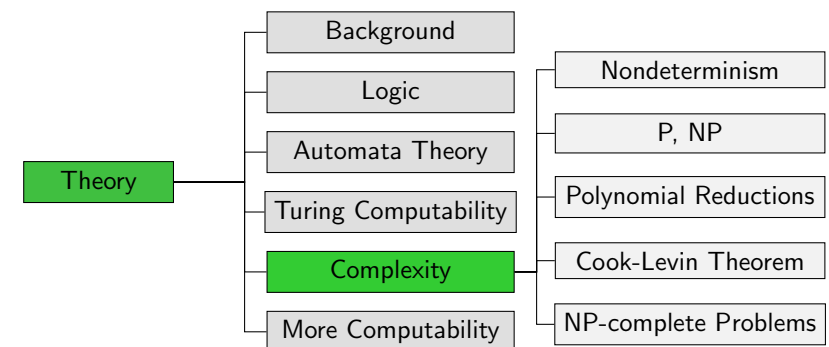 Theory
Background
Logic
Automata Theory
Turing Computability
Complexity
More Computability
Nondeterminism
P, NP
Polynomial Reductions
Cook-Levin Theorem
NP-complete Problems